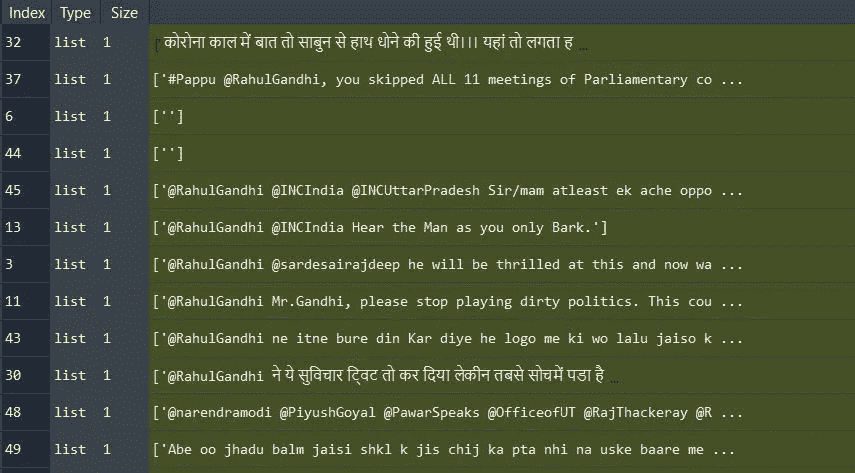 Index Type Size
32 list 1 ['कोरोना काल में बात तो साबुन से हाथ धोने की हुई थी।।। यहां तो लगता ह ...
37 list 1 ['#Pappu @RahulGandhi, you skipped ALL 11 meetings of Parliamentary co ...
6 list 1 ['']
44 list 1 ['']
45 list 1 ['@RahulGandhi @INCIndia @INCUttarPradesh Sir/mam atleast ek ache oppo ...
13 list 1 ['@RahulGandhi @INCIndia Hear the Man as you only Bark.']
3 list 1 ['@RahulGandhi @sardesairajdeep he will be thrilled at this and now wa ...
11 list 1 ['@RahulGandhi Mr.Gandhi, please stop playing dirty politics. This cou ...
43 list 1 ['@RahulGandhi ne itne bure din Kar diye he logo me ki wo lalu jaiso k ...
30 list 1 ['@RahulGandhi ने ये सुविचार ट्विट तो कर दिया लेकीन तबसे सोचमें पडा है ...
48 list 1 ['@narendramodi @PiyushGoyal @PawarSpeaks @OfficeofUT @RajThackeray @R ...
49 list 1 ['Abe oo jhadu balm jaisi shkl k jis chij ka pta nhi na uske baare me ...